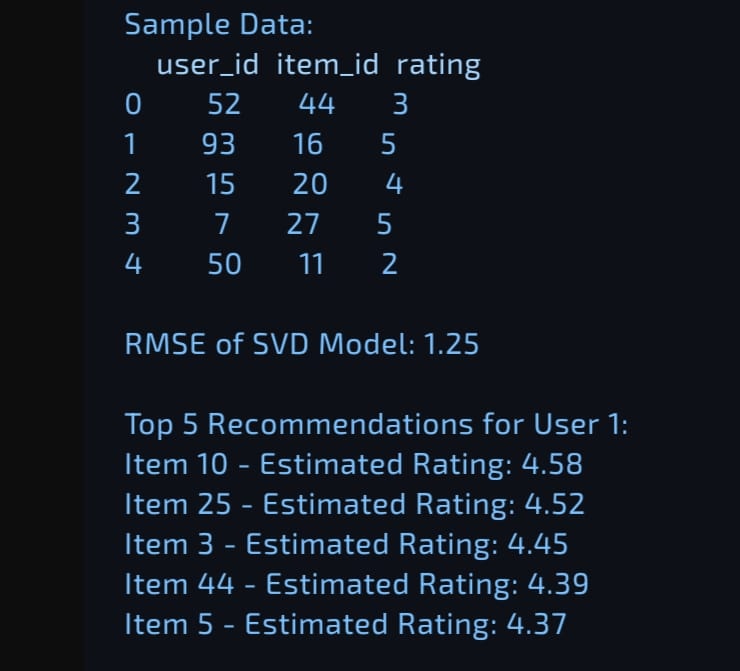 Sample Data:
user_id item_id rating
0 52 44 3
1 93 16 5
2 15 20 4
3 7 27 5
4 50 11 2
RMSE of SVD Model: 1.25
Top 5 Recommendations for User 1:
Item 10 - Estimated Rating: 4.58
Item 25 - Estimated Rating: 4.52
Item 3 - Estimated Rating: 4.45
Item 44 - Estimated Rating: 4.39
Item 5 - Estimated Rating: 4.37